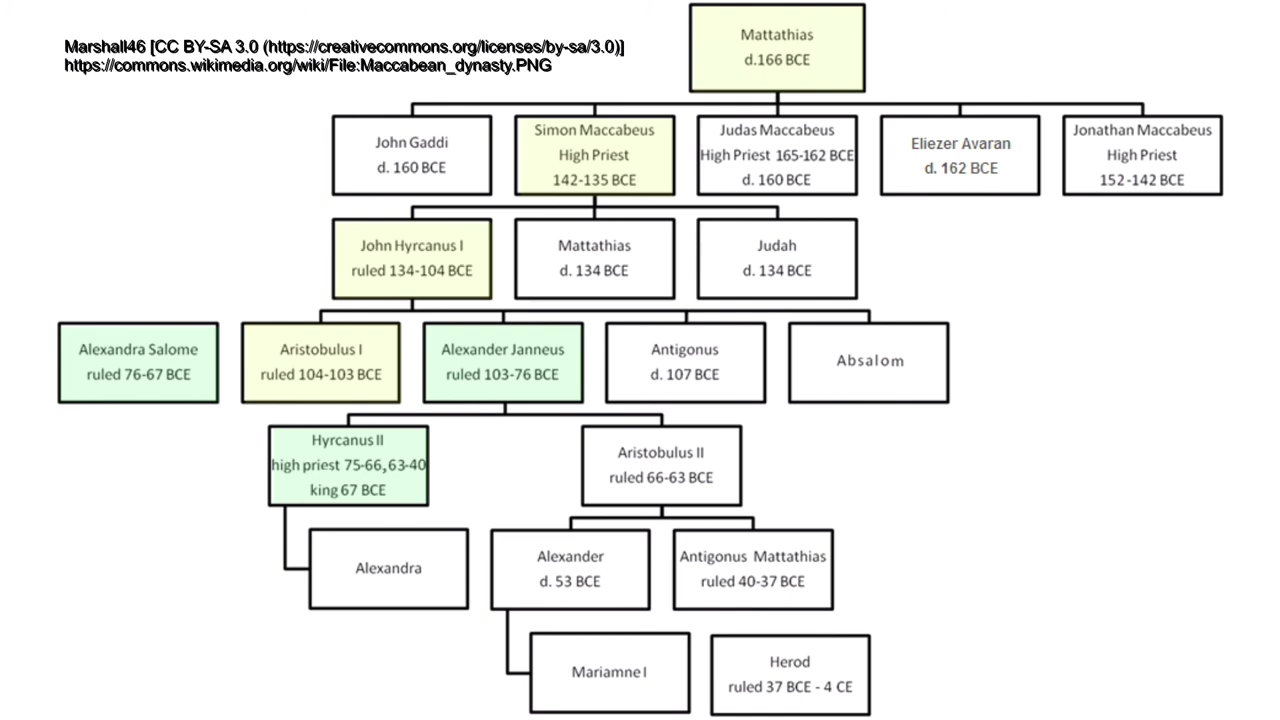 Marshall46 [CC BY-SA 3.0 (https://creativecommons.org/licenses/by-sa/3.0)]
https://commons.wikimedia.org/wiki/File:Maccabean_dynasty.PNG
Mattathias
d.166 BCE
John Gaddi
d. 160 BCE
Simon Maccabeus
High Priest
142-135 BCE
Judas Maccabeus
High Priest 165-162 BCE
d. 160 BCE
Eliezer Avaran
d. 162 BCE
Jonathan Maccabeus
High Priest
152-142 BCE
John Hyrcanus I
ruled 134-104 BCE
Mattathias
d. 134 BCE
Judah
d. 134 BCE
Alexandra Salome
ruled 76-67 BCE
Aristobulus I
ruled 104-103 BCE
Alexander Janneus
ruled 103-76 BCE
Antigonus
d. 107 BCE
Absalom
Hyrcanus II
high priest 75-66, 63-40
king 67 BCE
Aristobulus II
ruled 66-63 BCE
Alexandra
Alexander
d. 53 BCE
Antigonus Mattathias
ruled 40-37 BCE
Mariamne I
Herod
ruled 37 BCE - 4 CE